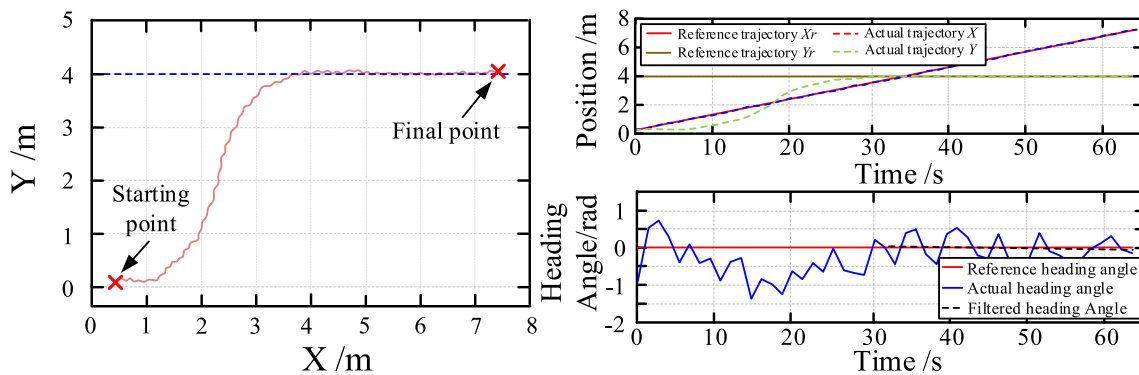 5
4
3
2
1
0
Y /m
Starting
point
Final point
0 1 2 3 4 5 6 7 8
X /m
8
6
4
2
0
Position /m
Reference trajectory Xr
Actual trajectory X
Reference trajectory Yr
Actual trajectory Y
0 10 20 30 40 50 60
Time /s
1
0
-1
-2
Heading
Angle/rad
Reference heading angle
Actual heading angle
Filtered heading Angle
0 10 20 30 40 50 60
Time /s